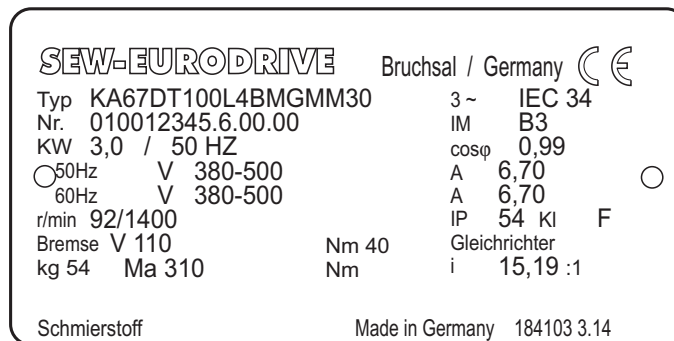 SEW-EURODRIVE Bruchsal / Germany CE
Typ KA67DT100L4BMGMM30 3 ~ IEC 34
Nr. 010012345.6.00.00 IM B3
KW 3,0 / 50 HZ cosφ 0,99
50Hz V 380-500 A 6,70
60Hz V 380-500 A 6,70
r/min 92/1400 IP 54 Kl F
Bremse V 110 Nm 40 Gleichrichter
kg 54 Ma 310 Nm i 15,19 :1
Schmierstoff Made in Germany 184103 3.14